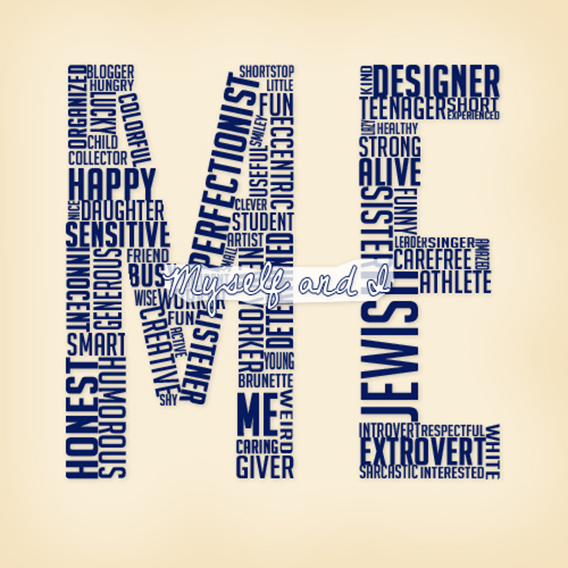 ORGANIZED
BLOGGER
HUNGRY
LUCKY
COLORFUL
CHILD
COLLECTOR
HAPPY
NICE
DAUGHTER
SENSITIVE
INNOCENT
GENEROUS
FRIEND
BUSY
WISE
WORKER
FUN
CREATIVE
ACTIVE
SHY
SMART
HONEST
HUMOROUS
PERFECTIONIST
LISTENER
SHORTSTOP
LITTLE
FUN
SMILEY
USEFUL
ECCENTRIC
CLEVER
STUDENT
ARTIST
SMALL
NEW YORKER
DETERMINED
YOUNG
BRUNETTE
ME
WEIRD
CARING
GIVER
Myself and I
KIND
DESIGNER
TEENAGER
SHORT
EXPERIENCED
LAZY
HEALTHY
STRONG
ALIVE
SISTER
FUNNY
LEADER
SINGER
CAREFREE
ATHLETE
JEWISH
INTROVERT
RESPECTFUL
EXTROVERT
WHITE
SARCASTIC
INTERESTED